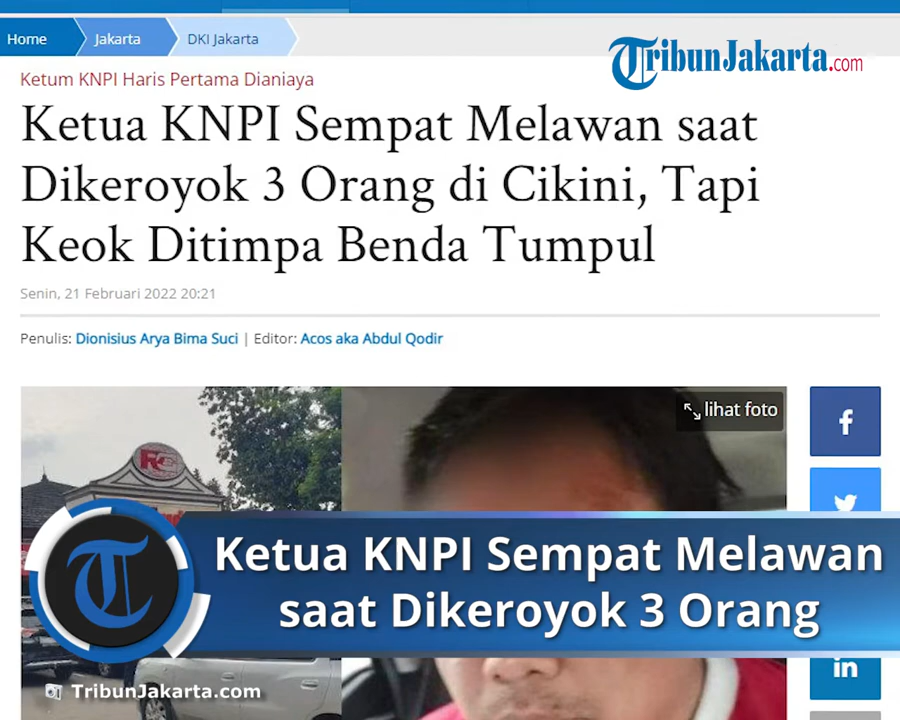 Home
Jakarta
DKI Jakarta
TribunJakarta.com
Ketum KNPI Haris Pertama Dianiaya
Ketua KNPI Sempat Melawan saat
Dikeroyok 3 Orang di Cikini, Tapi
Keok Ditimpa Benda Tumpul
Senin, 21 Februari 2022 20:21
Penulis: Dionisius Arya Bima Suci | Editor: Acos aka Abdul Qodir
lihat foto
f
T
Ketua KNPI Sempat Melawan
saat Dikeroyok 3 Orang
in
TribunJakarta.com